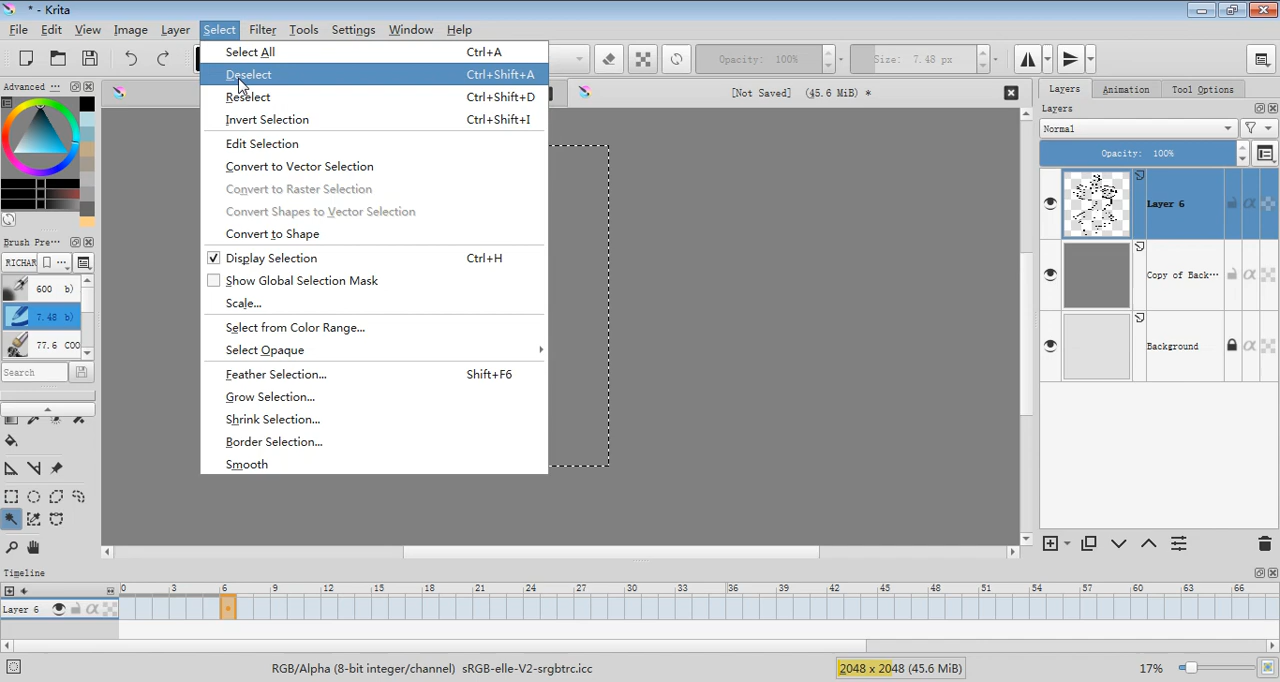 * - Krita
File Edit View Image Layer Select Filter Tools Settings Window Help
Opacity: 100%
Size: 7.48 px
Select All Ctrl+A
Deselect Ctrl+Shift+A
Reselect Ctrl+Shift+D
Invert Selection Ctrl+Shift+I
Edit Selection
Convert to Vector Selection
Convert to Raster Selection
Convert Shapes to Vector Selection
Convert to Shape
Display Selection Ctrl+H
Show Global Selection Mask
Scale...
Select from Color Range...
Select Opaque
Feather Selection... Shift+F6
Grow Selection...
Shrink Selection...
Border Selection...
Smooth
Advanced ...
Brush Pre...
RICHAR
...
600 b)
7.48 b)
77.6 COO
Search
[Not Saved] (45.6 MiB) *
Layers Animation Tool Options
Layers
Normal
Opacity: 100%
Layer 6
Copy of Back...
Background
Timeline
0 3 6 9 12 15 18 21 24 27 30 33 36 39 42 45 48 51 54 57 60 63 66
Layer 6
RGB/Alpha (8-bit integer/channel) sRGB-elle-V2-srgbtrc.icc
2048 x 2048 (45.6 MiB)
17%